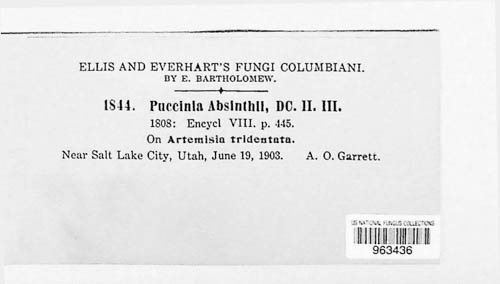 ELLIS AND EVERHART'S FUNGI COLUMBIANI.
BY E. BARTHOLOMEW.
1844. Puccinia Absinthii, DC. II. III.
1808: Encycl VIII. p. 445.
On Artemisia tridentata.
Near Salt Lake City, Utah, June 19, 1903. A. O. Garrett.
US NATIONAL FUNGUS COLLECTIONS
963436